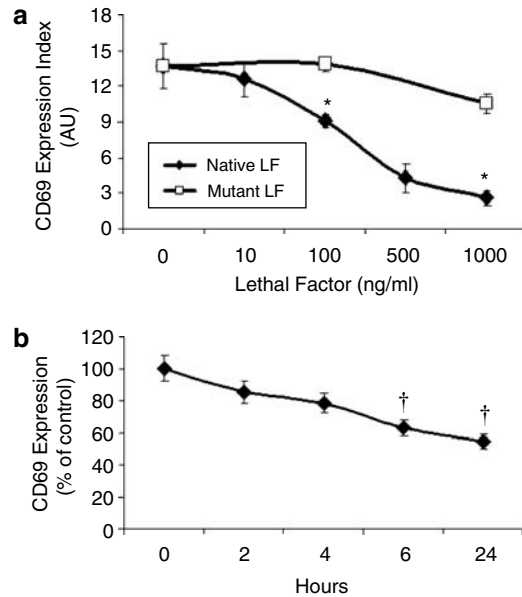 a
CD69 Expression Index
(AU)
18
15
12
9
6
3
0
*
*
Native LF
Mutant LF
0 10 100 500 1000
Lethal Factor (ng/ml)
b
CD69 Expression
(% of control)
120
100
80
60
40
20
0
†
†
0 2 4 6 24
Hours